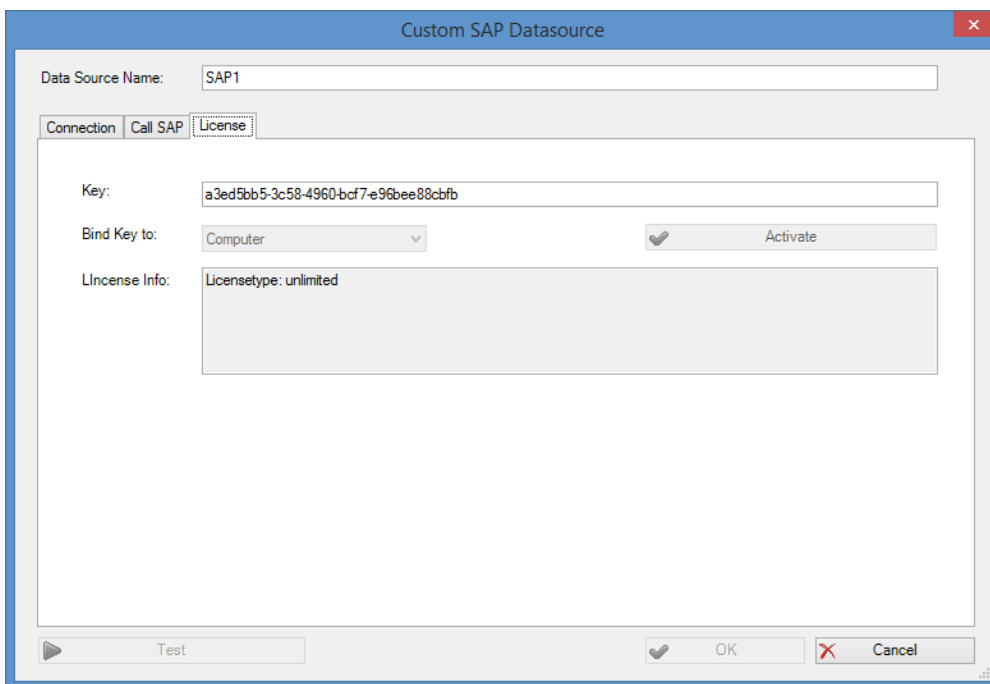 Custom SAP Datasource
Data Source Name: SAP1
Connection Call SAP License
Key: a3ed5bb5-3c58-4960-bcf7-e96bee88cbfb
Bind Key to: Computer Activate
LIncense Info: Licensetype: unlimited
Test OK Cancel